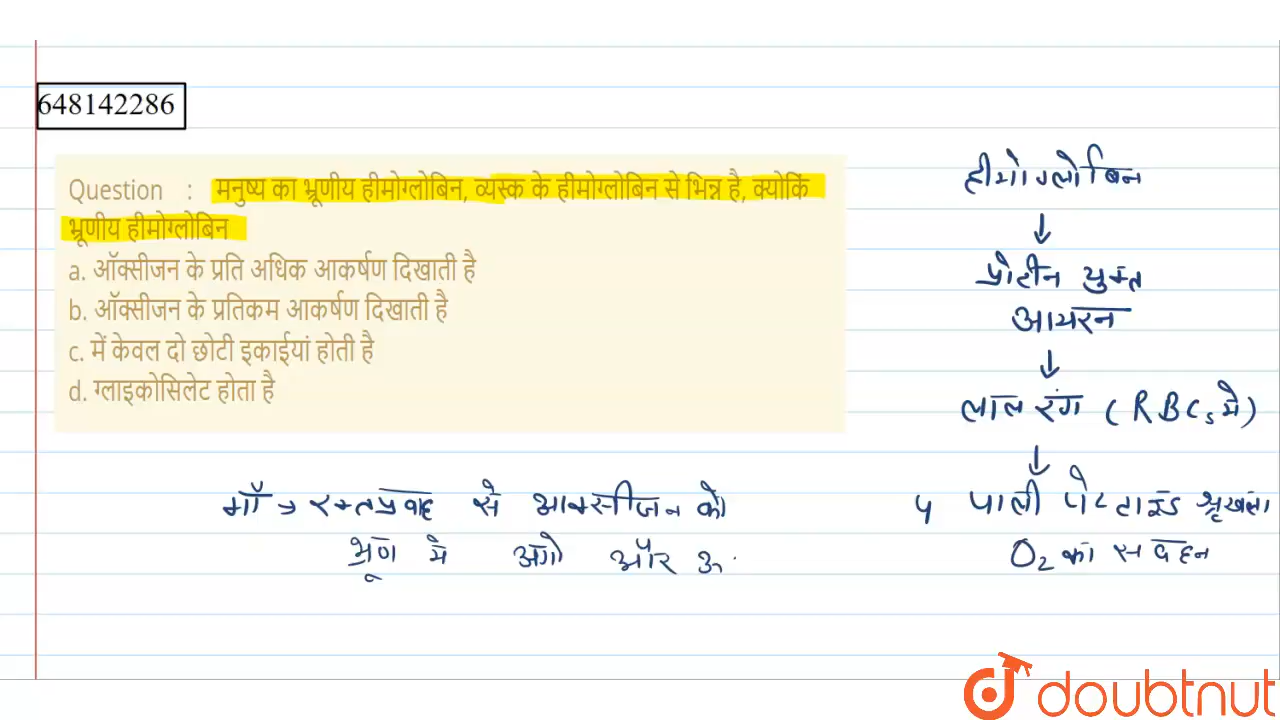 648142286
Question : मनुष्य का भ्रूणीय हीमोग्लोबिन, व्यस्क के हीमोग्लोबिन से भिन्न है, क्योकिं
भ्रूणीय हीमोग्लोबिन
a. ऑक्सीजन के प्रति अधिक आकर्षण दिखाती है
b. ऑक्सीजन के प्रतिकम आकर्षण दिखाती है
c. में केवल दो छोटी इकाईयां होती है
d. ग्लाइकोसिलेट होता है
हीमोग्लोबिन
↓
प्रोटीन युक्त
आयरन
↓
लाल रंग (RBCs में)
↓
4 पाली पेप्टाइड श्रृखला
O2 का सवहन
माँ → रक्तप्रवाह से आक्सीजन को
भ्रूण मे अंगो और ऊ
doubtnut